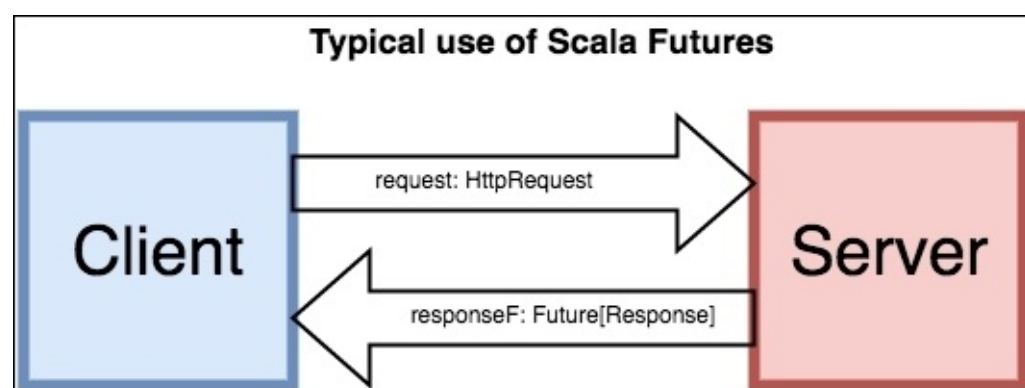 Typical use of Scala Futures
request: HttpRequest
Client
Server
responseF: Future[Response]